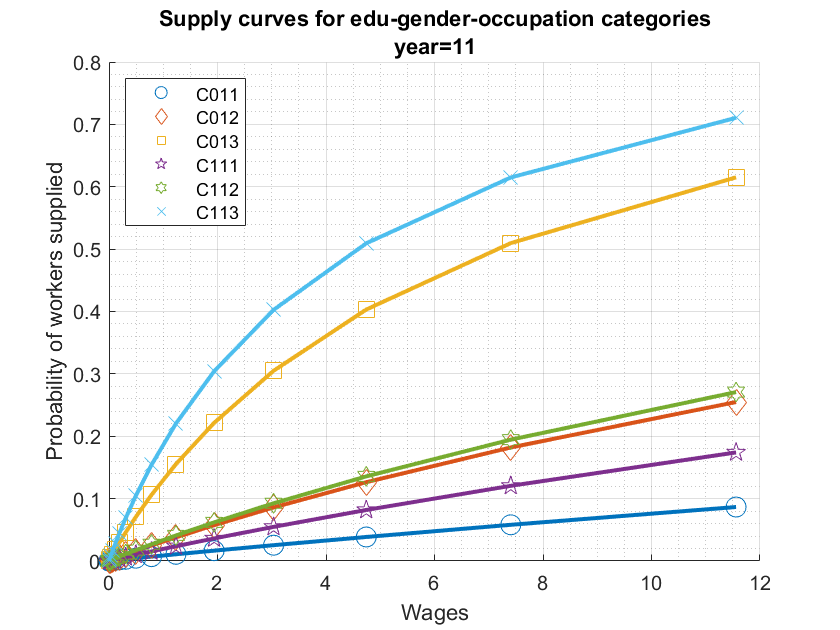 Supply curves for edu-gender-occupation categories
year=11
Probability of workers supplied
0.8
0.7
0.6
0.5
0.4
0.3
0.2
0.1
0
C011
C012
C013
C111
C112
C113
0 2 4 6 8 10 12
Wages